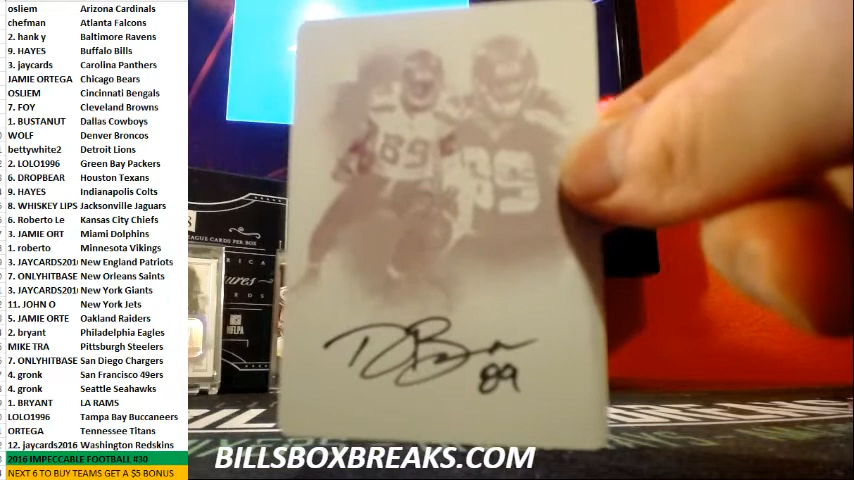 osliem Arizona Cardinals
chefman Atlanta Falcons
2. hank y Baltimore Ravens
9. HAYES Buffalo Bills
3. jaycards Carolina Panthers
JAMIE ORTEGA Chicago Bears
OSLIEM Cincinnati Bengals
7. FOY Cleveland Browns
1. BUSTANUT Dallas Cowboys
WOLF Denver Broncos
bettywhite2 Detroit Lions
2. LOLO1996 Green Bay Packers
6. DROPBEAR Houston Texans
9. HAYES Indianapolis Colts
8. WHISKEY LIPS Jacksonville Jaguars
6. Roberto Le Kansas City Chiefs
3. JAMIE ORT Miami Dolphins
1. roberto Minnesota Vikings
3. JAYCARDS201 New England Patriots
7. ONLYHITBASE New Orleans Saints
3. JAYCARDS201 New York Giants
11. JOHN O New York Jets
5. JAMIE ORTE Oakland Raiders
2. bryant Philadelphia Eagles
MIKE TRA Pittsburgh Steelers
7. ONLYHITBASE San Diego Chargers
4. gronk San Francisco 49ers
4. gronk Seattle Seahawks
1. BRYANT LA RAMS
LOLO1996 Tampa Bay Buccaneers
ORTEGA Tennessee Titans
12. jaycards2016 Washington Redskins
2016 IMPECCABLE FOOTBALL #30
NEXT 6 TO BUY TEAMS GET A $5 BONUS
89
89
89
CARDS PER BOX
NFLPA
BILLSBOXBREAKS.COM